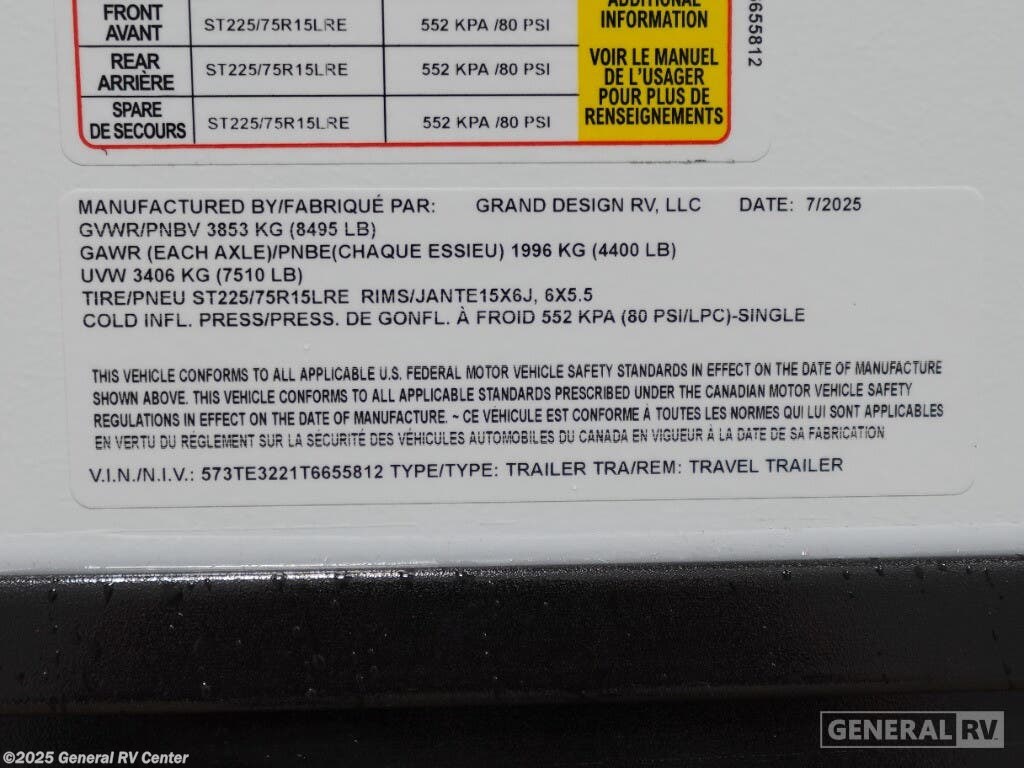 FRONT
AVANT ST225/75R15LRE 552 KPA /80 PSI
REAR
ARRIÈRE ST225/75R15LRE 552 KPA /80 PSI
SPARE
DE SECOURS ST225/75R15LRE 552 KPA /80 PSI
ADDITIONAL
INFORMATION
VOIR LE MANUEL
DE L'USAGER
POUR PLUS DE
RENSEIGNEMENTS
655812
MANUFACTURED BY/FABRIQUÉ PAR: GRAND DESIGN RV, LLC DATE: 7/2025
GVWR/PNBV 3853 KG (8495 LB)
GAWR (EACH AXLE)/PNBE(CHAQUE ESSIEU) 1996 KG (4400 LB)
UVW 3406 KG (7510 LB)
TIRE/PNEU ST225/75R15LRE RIMS/JANTE15X6J, 6X5.5
COLD INFL. PRESS/PRESS. DE GONFL. À FROID 552 KPA (80 PSI/LPC)-SINGLE
THIS VEHICLE CONFORMS TO ALL APPLICABLE U.S. FEDERAL MOTOR VEHICLE SAFETY STANDARDS IN EFFECT ON THE DATE OF MANUFACTURE
SHOWN ABOVE. THIS VEHICLE CONFORMS TO ALL APPLICABLE STANDARDS PRESCRIBED UNDER THE CANADIAN MOTOR VEHICLE SAFETY
REGULATIONS IN EFFECT ON THE DATE OF MANUFACTURE. ~ CE VÉHICULE EST CONFORME À TOUTES LES NORMES QUI LUI SONT APPLICABLES
EN VERTU DU RÉGLEMENT SUR LA SÉCURITÉ DES VÉHICULES AUTOMOBILES DU CANADA EN VIGUEUR À LA DATE DE SA FABRICATION
V.I.N./N.I.V.: 573TE3221T6655812 TYPE/TYPE: TRAILER TRA/REM: TRAVEL TRAILER
GENERAL RV
©2025 General RV Center